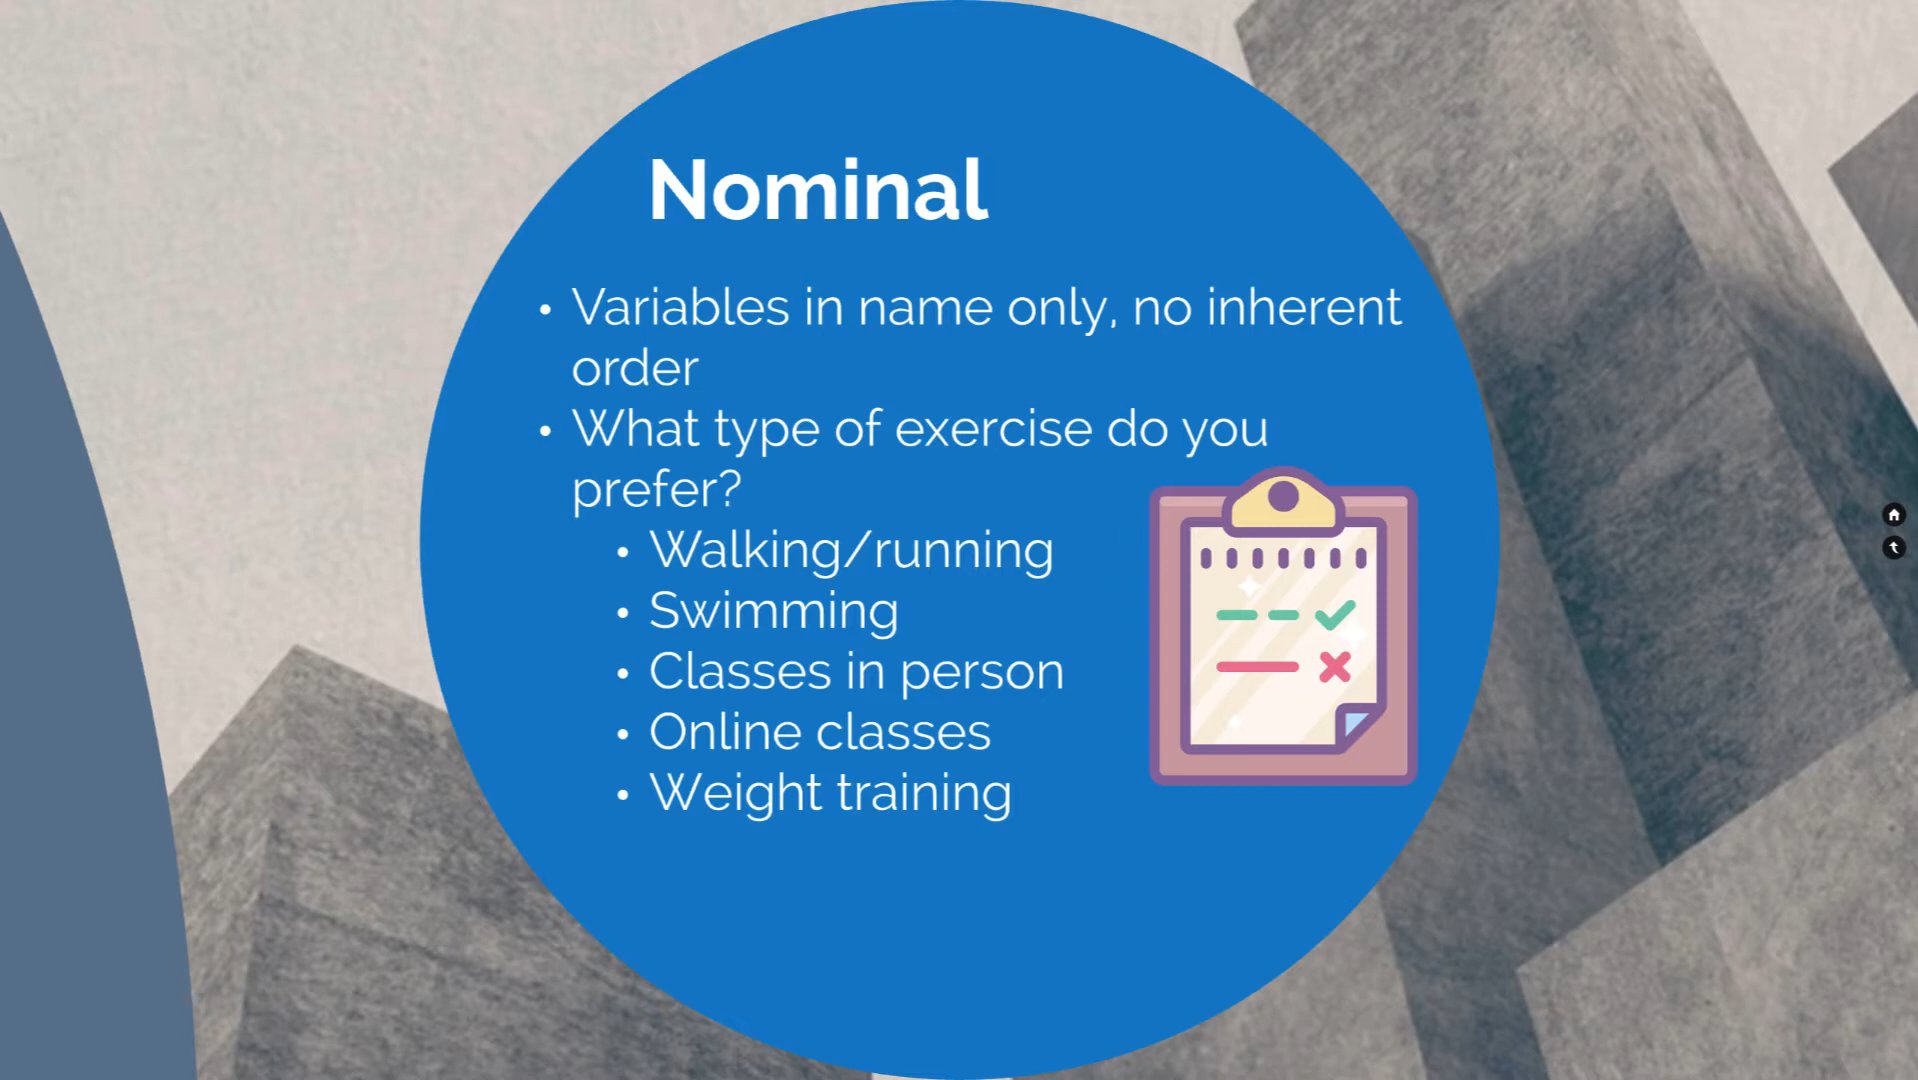 Nominal
• Variables in name only, no inherent
order
• What type of exercise do you
prefer?
• Walking/running
• Swimming
• Classes in person
• Online classes
• Weight training